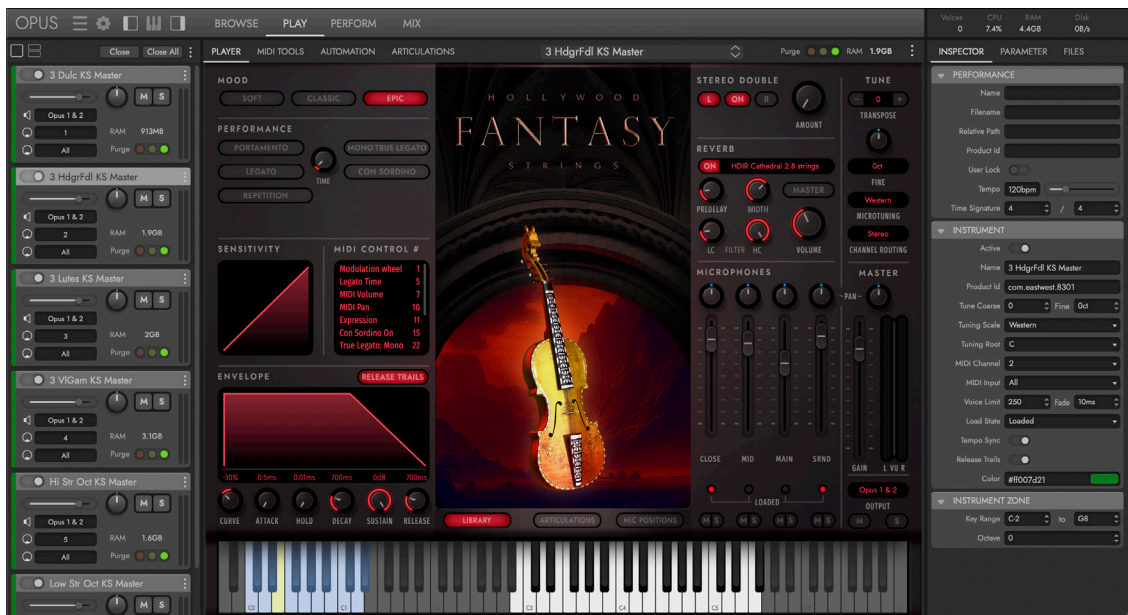 OPUS BROWSE PLAY PERFORM MIX
Voices CPU RAM Disk
0 7.4% 4.4GB 0B/s
Close Close All
PLAYER MIDI TOOLS AUTOMATION ARTICULATIONS 3 HdgrFdl KS Master Purge RAM 1.9GB
INSPECTOR PARAMETER FILES
3 Dulc KS Master
M S
Opus 1 & 2
1 RAM 913MB
All Purge
3 HdgrFdl KS Master
M S
Opus 1 & 2
2 RAM 1.9GB
All Purge
3 Lutes KS Master
M S
Opus 1 & 2
3 RAM 2GB
All Purge
3 VlGam KS Master
M S
Opus 1 & 2
4 RAM 3.1GB
All Purge
Hi Str Oct KS Master
M S
Opus 1 & 2
5 RAM 1.6GB
All Purge
Low Str Oct KS Master
M S
MOOD
SOFT CLASSIC EPIC
PERFORMANCE
PORTAMENTO MONO TRUE LEGATO
LEGATO TIME CON SORDINO
REPETITION
SENSITIVITY
MIDI CONTROL #
Modulation wheel 1
Legato Time 5
MIDI Volume 7
MIDI Pan 10
Expression 11
Con Sordino On 15
True Legato: Mono 22
ENVELOPE RELEASE TRAILS
-30% 0.5ms 0.01ms 700ms 0dB 700ms
CURVE ATTACK HOLD DECAY SUSTAIN RELEASE
HOLLYWOOD
FANTASY
STRINGS
LIBRARY ARTICULATIONS MIC POSITIONS
STEREO DOUBLE
L ON R
AMOUNT
REVERB
ON HDIR Cathedral 2.8 strings
MASTER
PREDELAY WIDTH
LC FILTER HC VOLUME
MICROPHONES
CLOSE MID MAIN SRND
LOADED
M S M S M S M S
TUNE
- 0 +
TRANSPOSE
0ct
FINE
Western
MICROTUNING
Stereo
CHANNEL ROUTING
MASTER
-PAN-
GAIN L VU R
Opus 1 & 2
OUTPUT
M S
C0 C1 C3 C4 C5
PERFORMANCE
Name
Filename
Relative Path
Product Id
User Lock
Tempo 120bpm
Time Signature 4 / 4
INSTRUMENT
Active
Name 3 HdgrFdl KS Master
Product Id com.eastwest.8301
Tune Coarse 0 Fine 0ct
Tuning Scale Western
Tuning Root C
MIDI Channel 2
MIDI Input All
Voice Limit 250 Fade 10ms
Load State Loaded
Tempo Sync
Release Trails
Color #ff007d21
INSTRUMENT ZONE
Key Range C-2 to G8
Octave 0